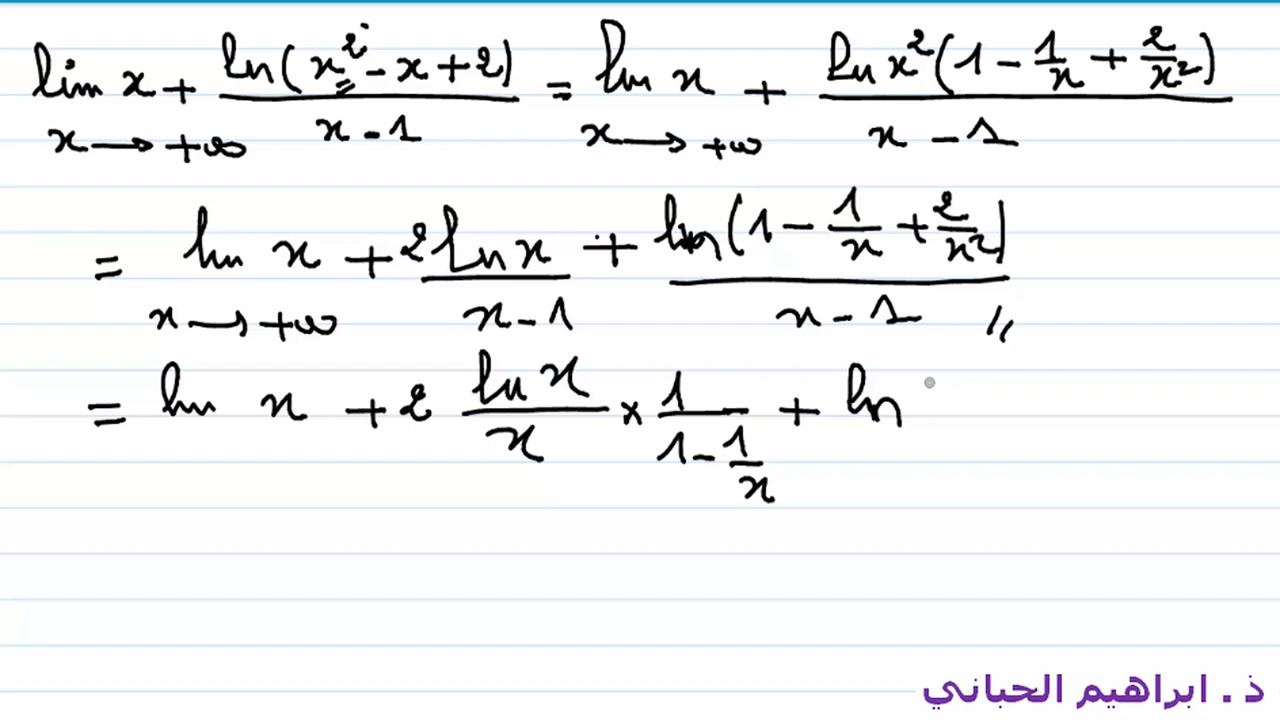 lim x + ln(x² - x + 2) / (x - 1) = lim x + ln x² (1 - 1/x + 2/x²) / (x - 1)
x → +∞ x → +∞
= lim x + 2 ln x / (x - 1) + ln(1 - 1/x + 2/x²) / (x - 1)
x → +∞
= lim x + 2 ln x / x × 1 / (1 - 1/x) + ln
ذ . ابراهيم الحباني